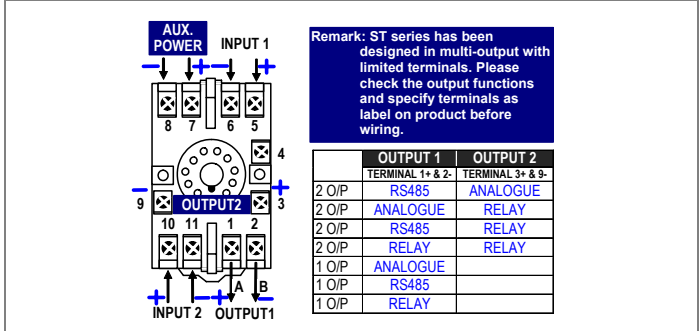 AUX.
POWER
INPUT 1
8 7 6 5
4
9
OUTPUT2
3
10 11 1 2
A B
INPUT 2
OUTPUT1
Remark: ST series has been
designed in multi-output with
limited terminals. Please
check the output functions
and specify terminals as
label on product before
wiring.
OUTPUT 1 OUTPUT 2
TERMINAL 1+ & 2- TERMINAL 3+ & 9-
2 O/P RS485 ANALOGUE
2 O/P ANALOGUE RELAY
2 O/P RS485 RELAY
2 O/P RELAY RELAY
1 O/P ANALOGUE
1 O/P RS485
1 O/P RELAY